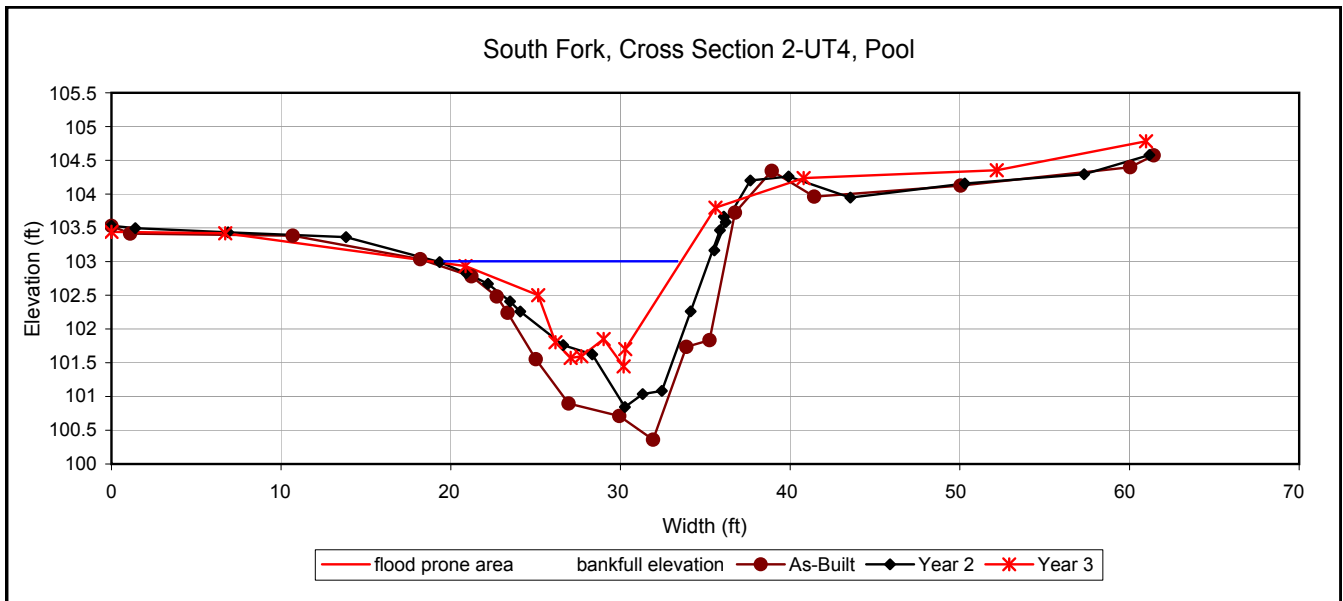 South Fork, Cross Section 2-UT4, Pool
105.5
105
104.5
104
103.5
103
102.5
102
101.5
101
100.5
100
Elevation (ft)
0 10 20 30 40 50 60 70
Width (ft)
flood prone area bankfull elevation As-Built Year 2 Year 3